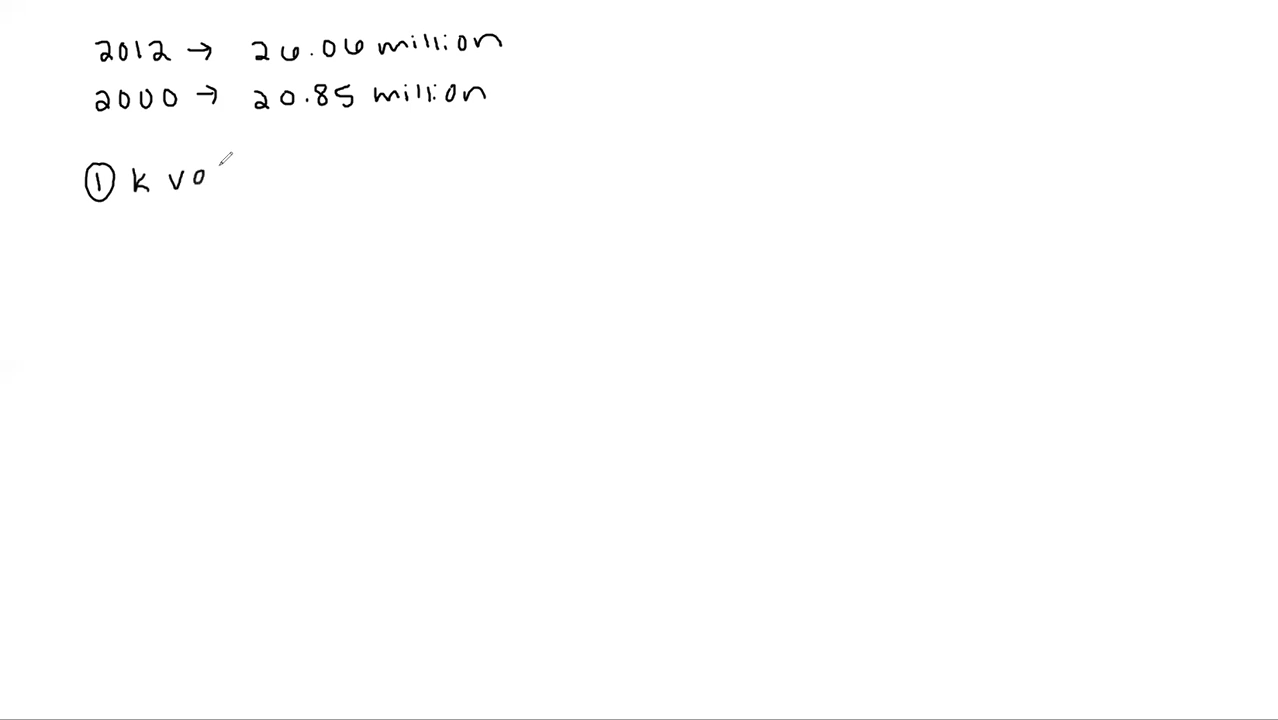 2012 → 26.06 million
2000 → 20.85 million
① K vo